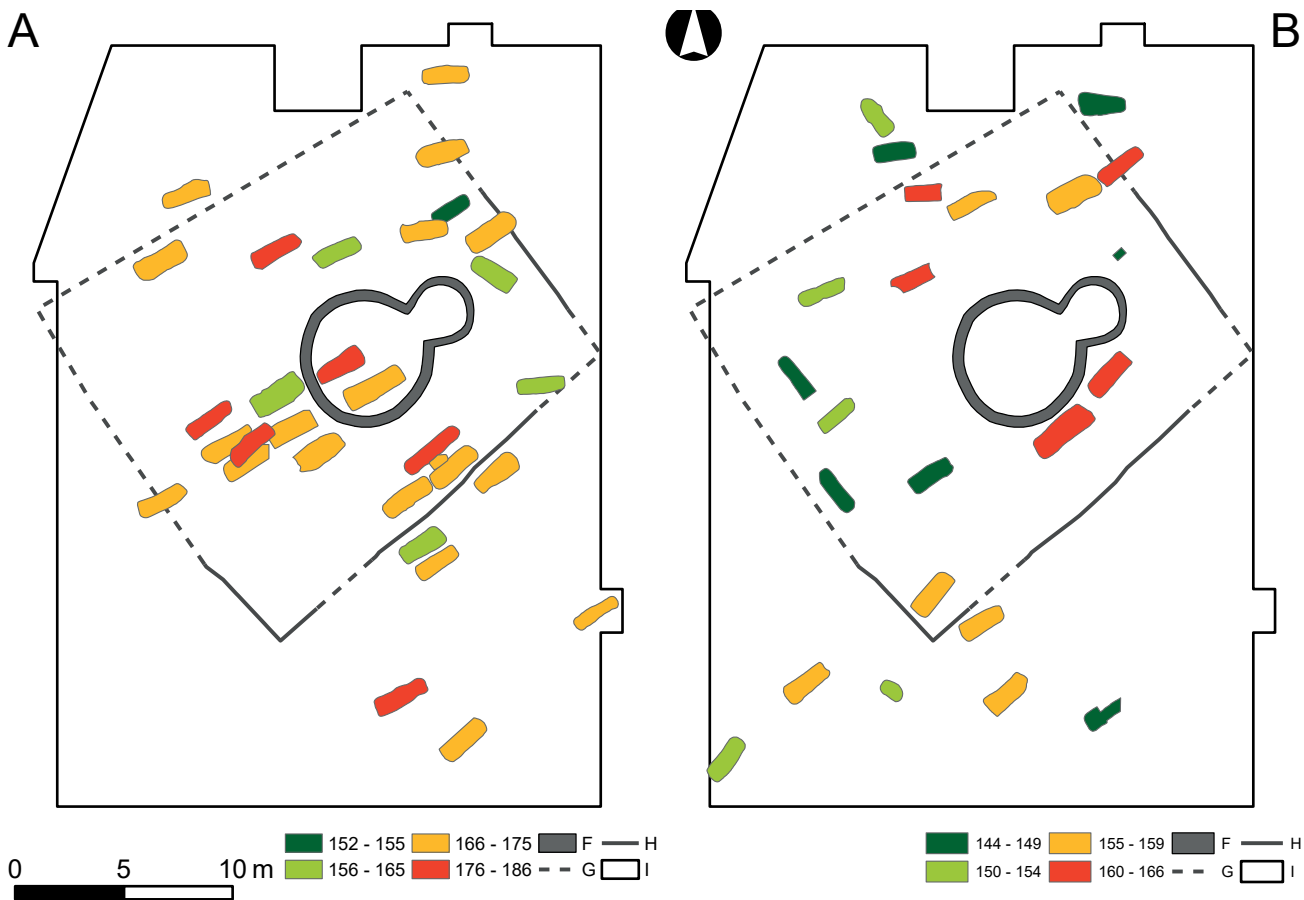 A
B
152 - 155 166 - 175 F H
156 - 165 176 - 186 G I
0 5 10 m
144 - 149 155 - 159 F H
150 - 154 160 - 166 G I